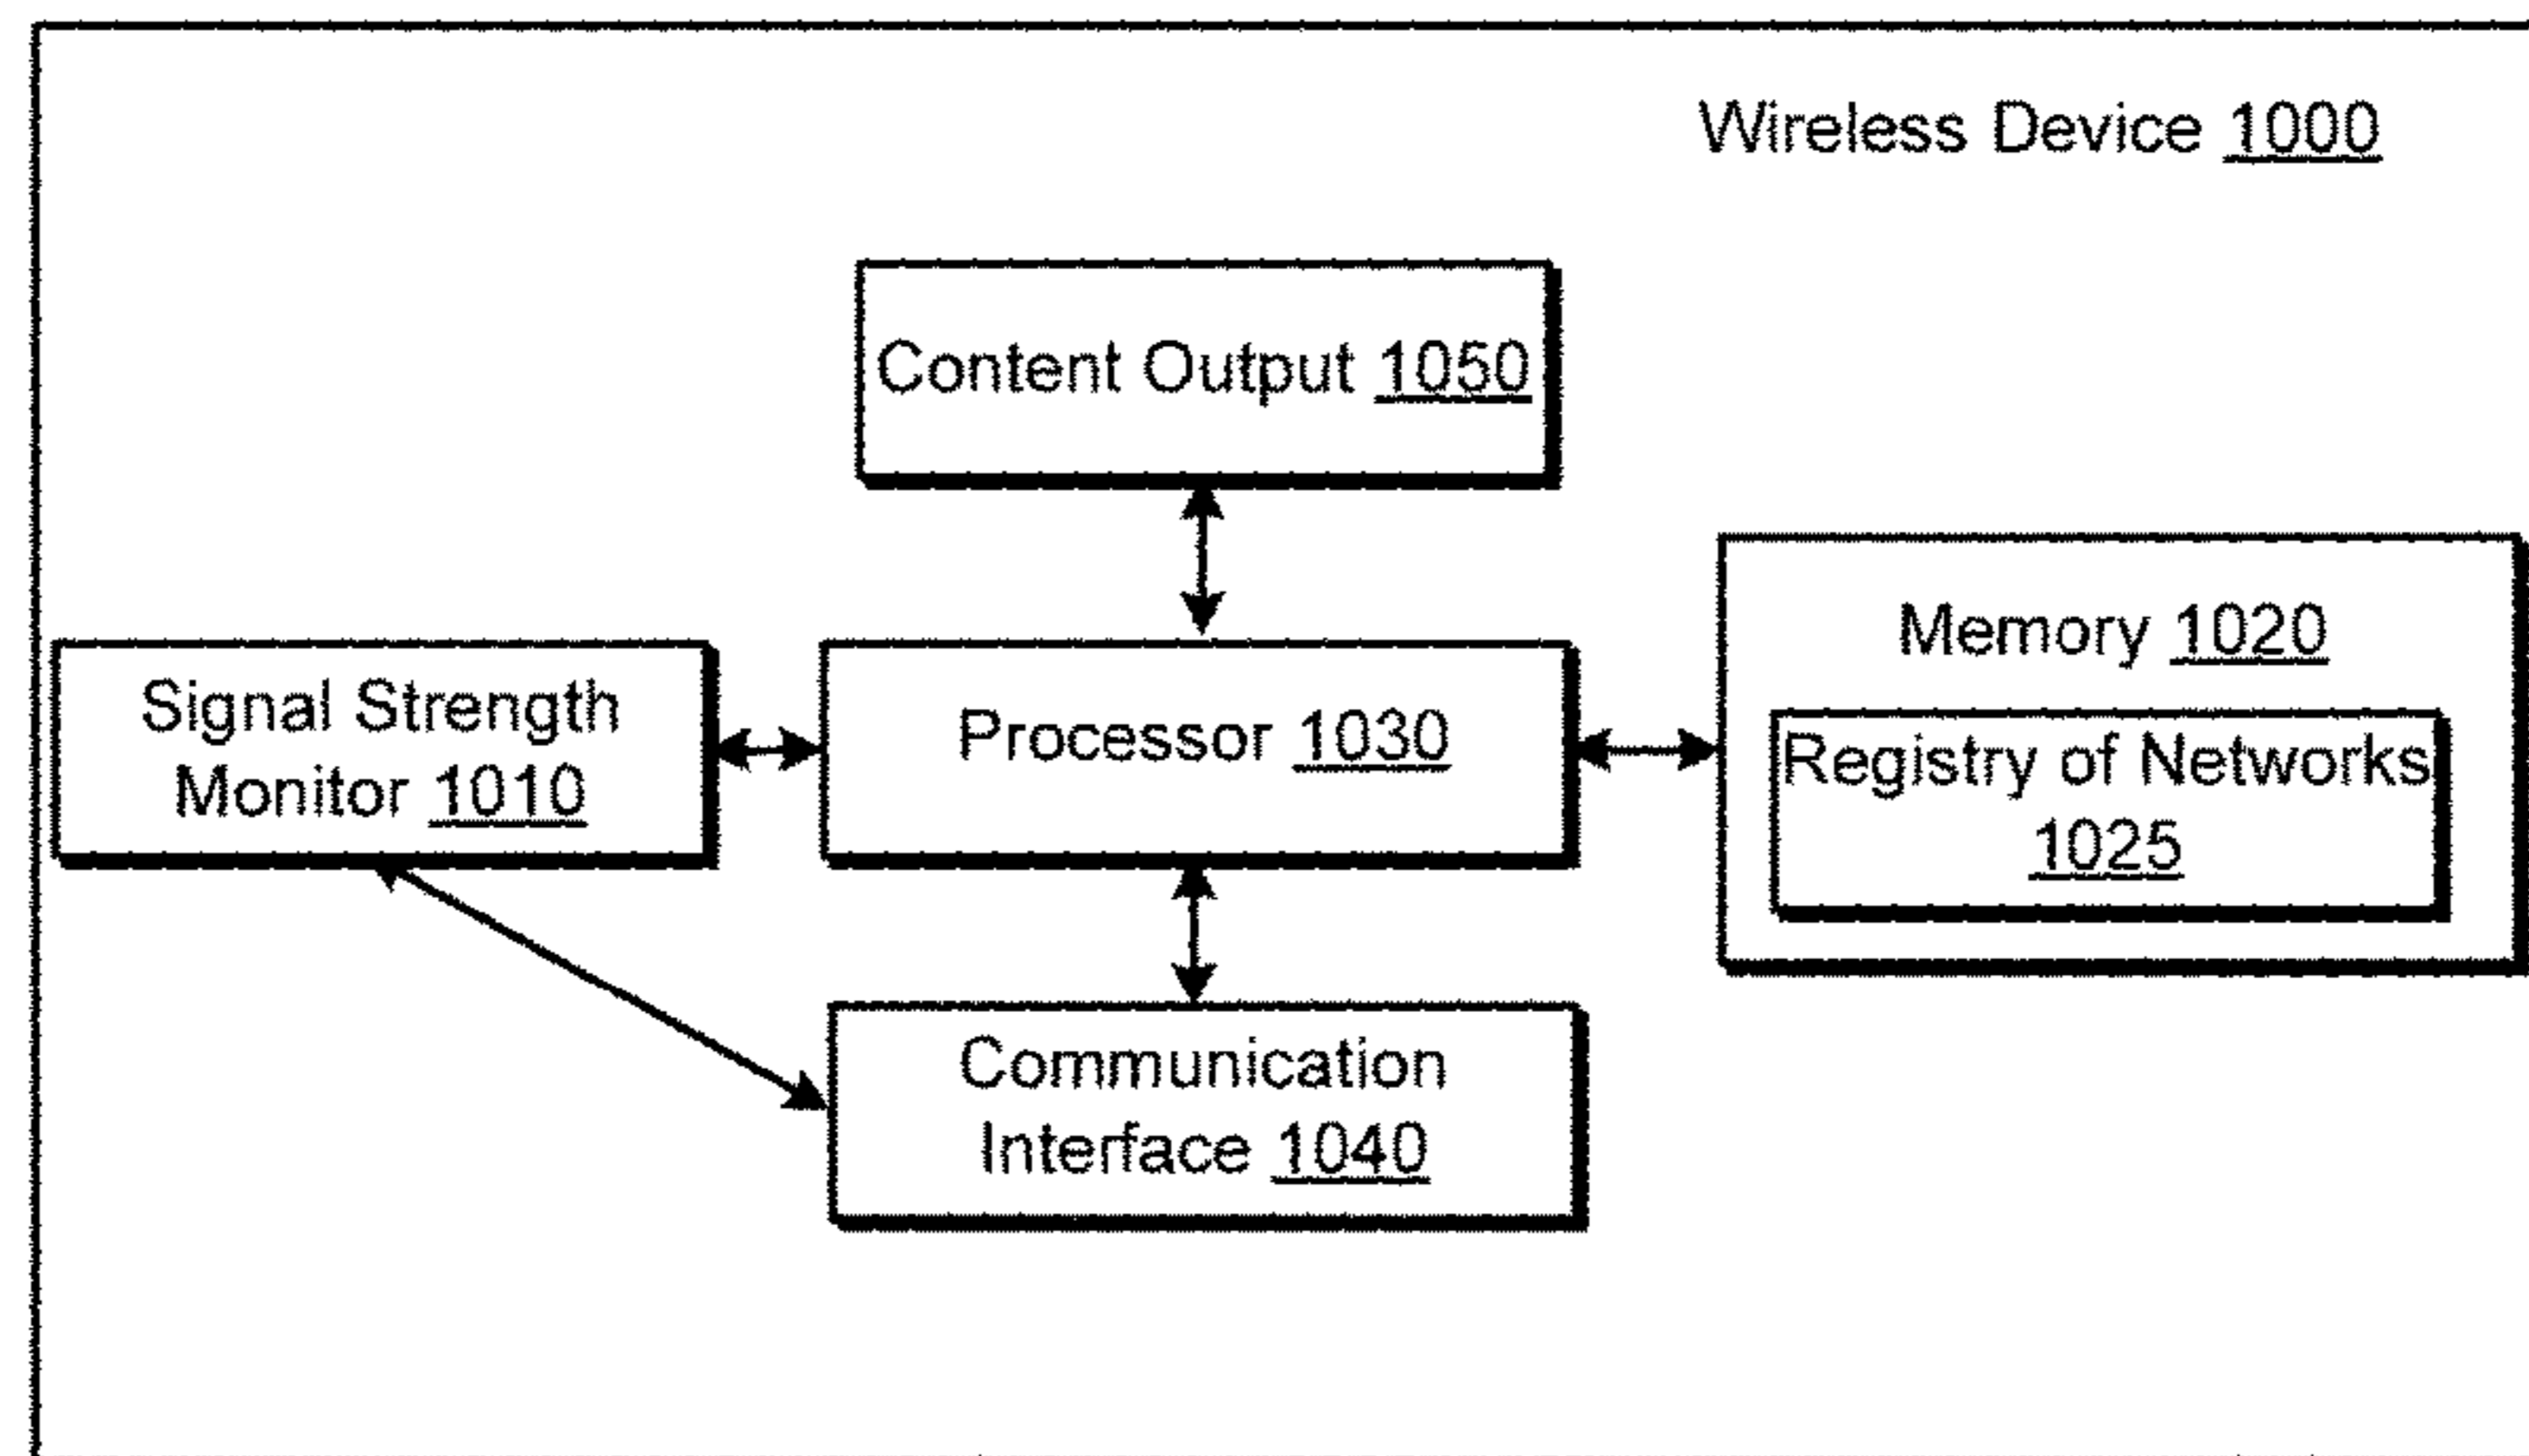 Wireless Device 1000
Content Output 1050
Signal Strength
Monitor 1010
Processor 1030
Memory 1020
Registry of Networks
1025
Communication
Interface 1040